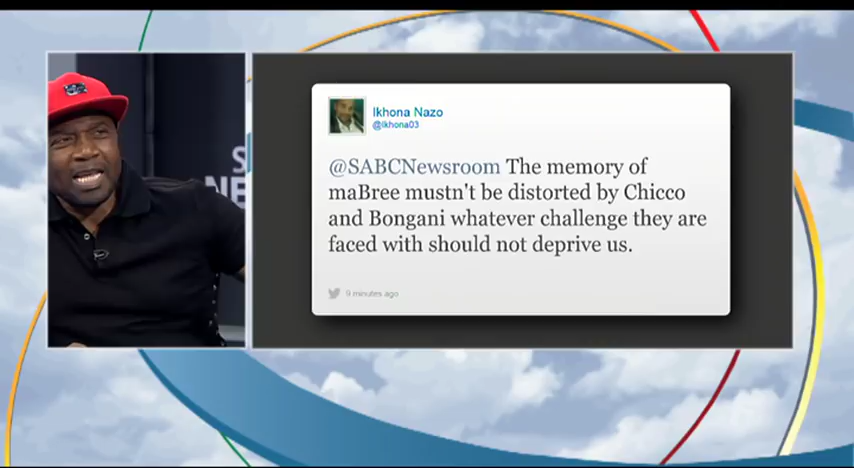 Ikhona Nazo
@Ikhona03
@SABCNewsroom The memory of
maBree mustn't be distorted by Chicco
and Bongani whatever challenge they are
faced with should not deprive us.
9 minutes ago